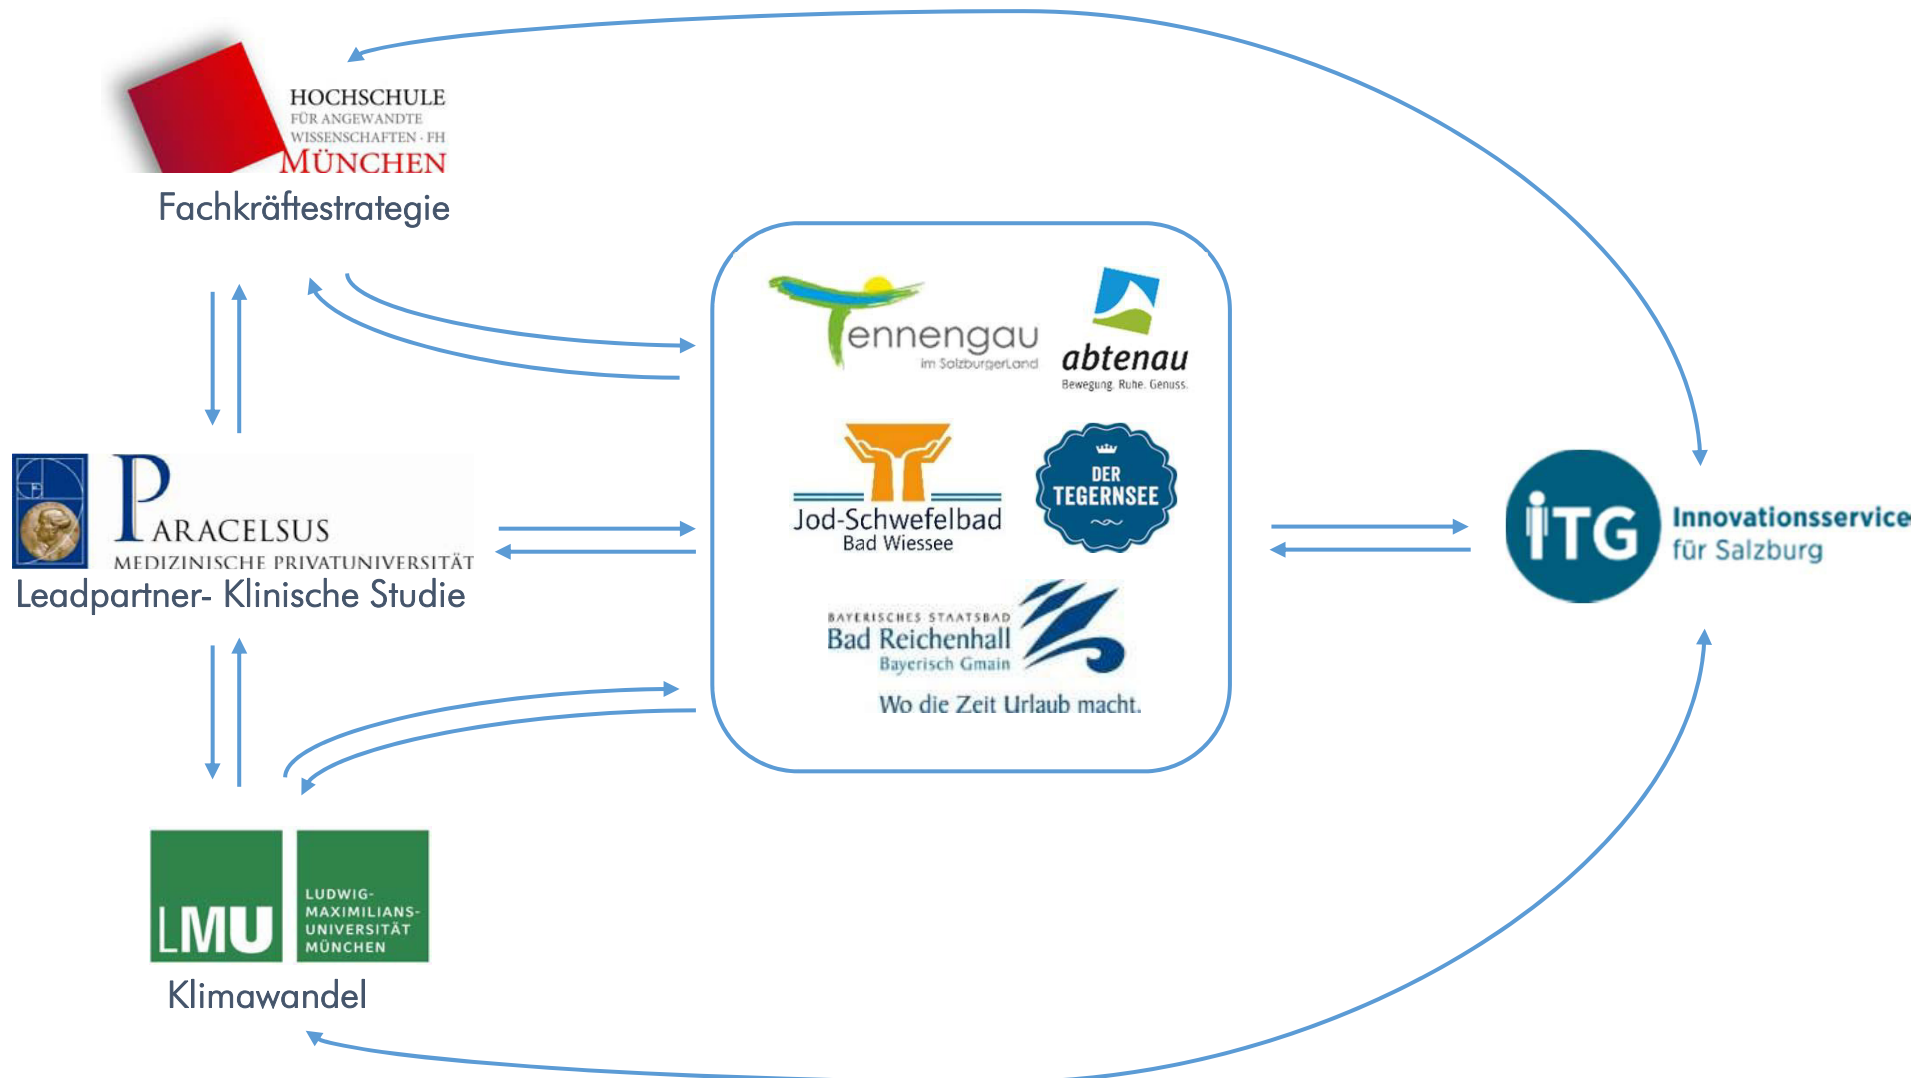 HOCHSCHULE
FÜR ANGEWANDTE
WISSENSCHAFTEN · FH
MÜNCHEN
Fachkräftestrategie
PARACELSUS
MEDIZINISCHE PRIVATUNIVERSITÄT
Leadpartner- Klinische Studie
LMU
LUDWIG-
MAXIMILIANS-
UNIVERSITÄT
MÜNCHEN
Klimawandel
Tennengau
im SalzburgerLand
abtenau
Bewegung. Ruhe. Genuss.
Jod-Schwefelbad
Bad Wiessee
DER
TEGERNSEE
BAYERISCHES STAATSBAD
Bad Reichenhall
Bayerisch Gmain
Wo die Zeit Urlaub macht.
iTG
Innovationsservice
für Salzburg